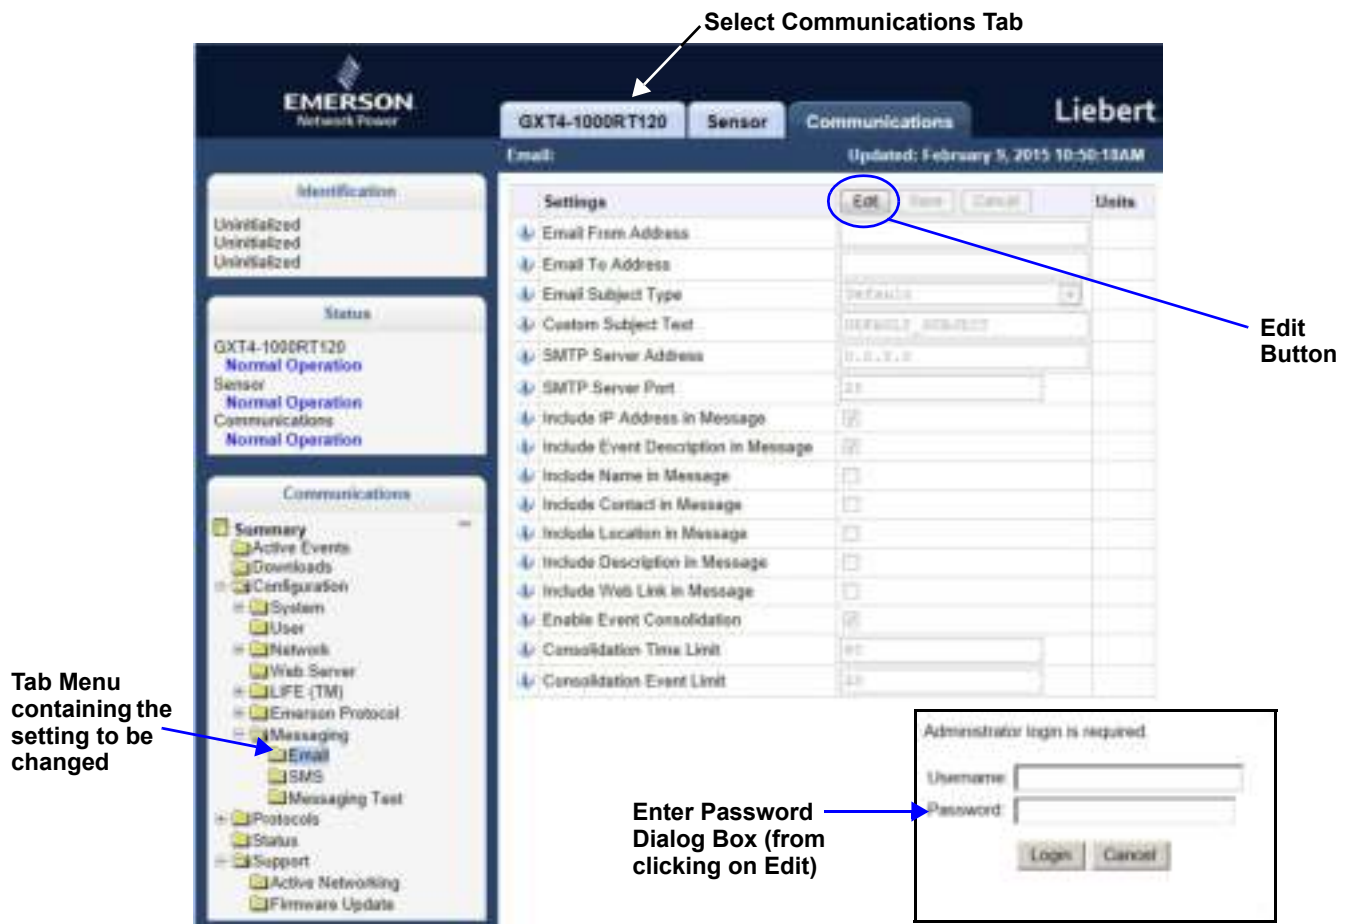 Select Communications Tab
EMERSON
Network Power
GXT4-1000RT120
Sensor
Communications
Liebert
Email:
Updated: February 9, 2015 10:50:18AM
Identification
Uninitialized
Uninitialized
Uninitialized
Status
GXT4-1000RT120
Normal Operation
Sensor
Normal Operation
Communications
Normal Operation
Communications
Summary
Active Events
Downloads
Configuration
System
User
Network
Web Server
LIFE (TM)
Emerson Protocol
Messaging
Email
SMS
Messaging Test
Protocols
Status
Support
Active Networking
Firmware Update
Settings
Edit
Save
Cancel
Units
Email From Address
Email To Address
Email Subject Type
Default
Custom Subject Text
DEFAULT_SUBJECT
SMTP Server Address
SMTP Server Port
Include IP Address in Message
Include Event Description in Message
Include Name in Message
Include Contact in Message
Include Location in Message
Include Description in Message
Include Web Link in Message
Enable Event Consolidation
Consolidation Time Limit
Consolidation Event Limit
Edit
Button
Tab Menu
containing the
setting to be
changed
Enter Password
Dialog Box (from
clicking on Edit)
Administrator login is required.
Username:
Password:
Login
Cancel